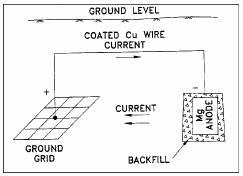 GROUND LEVEL
COATED Cu WIRE
CURRENT
+
-
CURRENT
Mg
ANODE
GROUND
GRID
BACKFILL